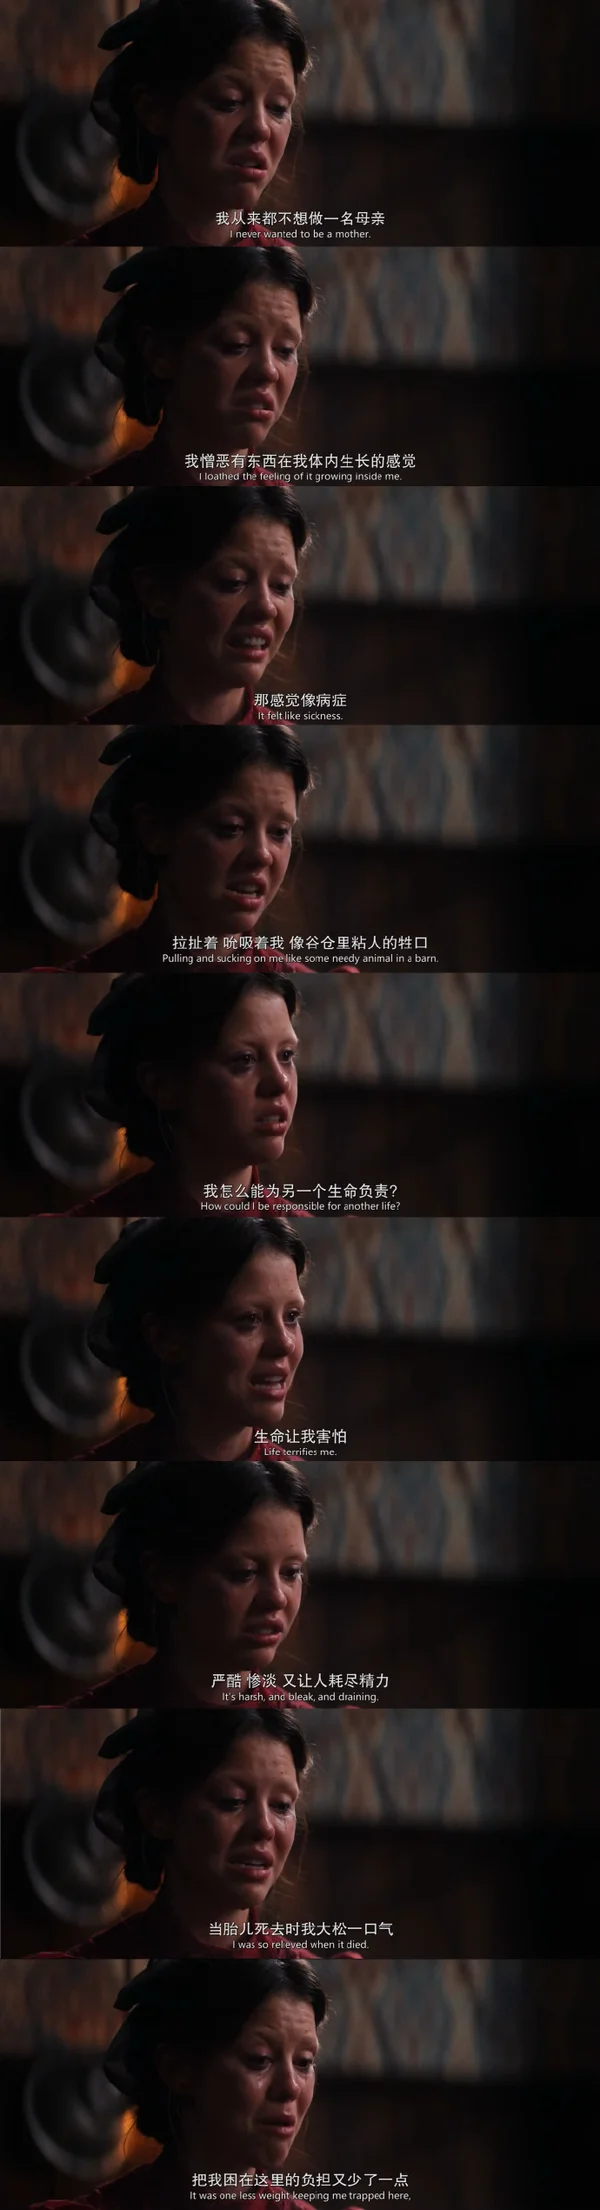 我从来都不想做一名母亲
I never wanted to be a mother.
我憎恶有东西在我体内生长的感觉
I loathed the feeling of it growing inside me.
那感觉像病症
It felt like sickness.
拉扯着 吮吸着我 像谷仓里粘人的牲口
Pulling and sucking on me like some needy animal in a barn.
我怎么能为另一个生命负责?
How could I be responsible for another life?
生命让我害怕
Life terrifies me.
严酷 惨淡 又让人耗尽精力
It's harsh, and bleak, and draining.
当胎儿死去时我大松一口气
I was so relieved when it died.
把我困在这里的负担又少了一点
It was one less weight keeping me trapped here,